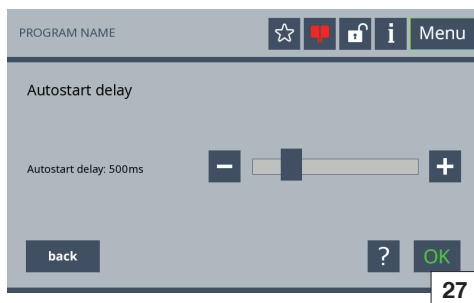 PROGRAM NAME
i Menu
Autostart delay
Autostart delay: 500ms
− +
back ? OK
27